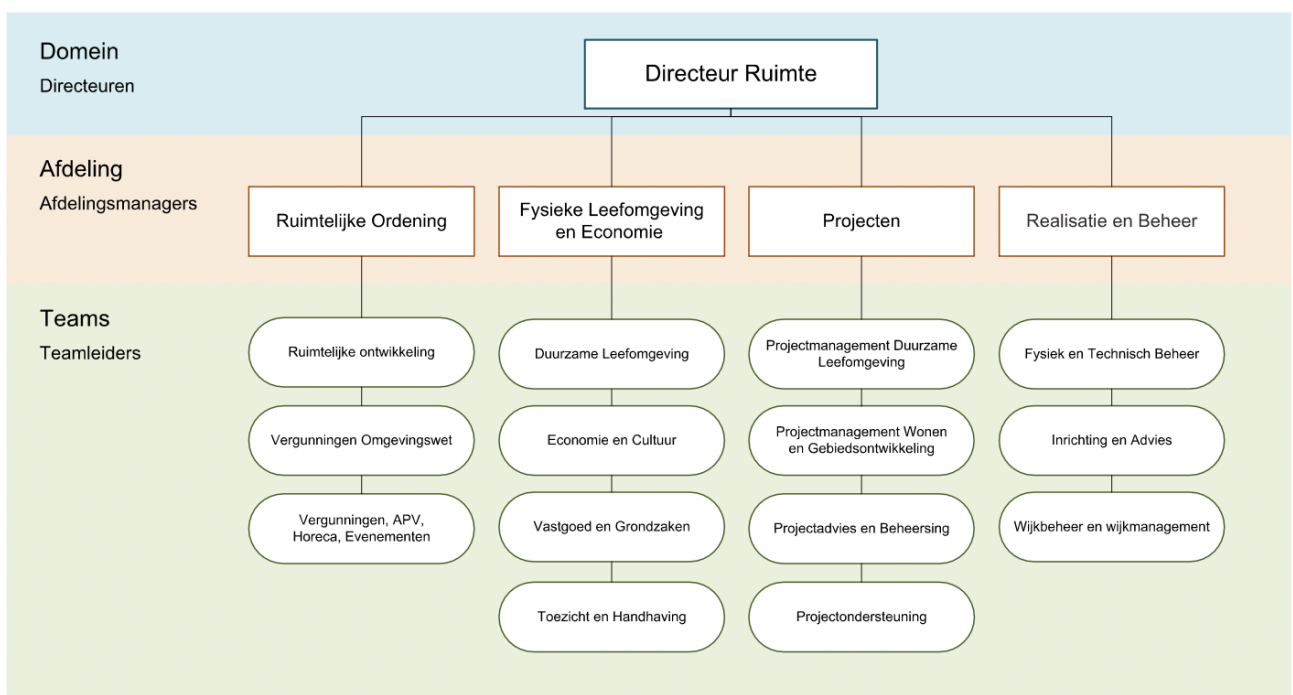 Domein
Directeuren
Directeur Ruimte
Afdeling
Afdelingsmanagers
Ruimtelijke Ordening
Fysieke Leefomgeving
en Economie
Projecten
Realisatie en Beheer
Teams
Teamleiders
Ruimtelijke ontwikkeling
Duurzame Leefomgeving
Projectmanagement Duurzame
Leefomgeving
Fysiek en Technisch Beheer
Vergunningen Omgevingswet
Economie en Cultuur
Projectmanagement Wonen
en Gebiedsontwikkeling
Inrichting en Advies
Vergunningen, APV,
Horeca, Evenementen
Vastgoed en Grondzaken
Projectadvies en Beheersing
Wijkbeheer en wijkmanagement
Toezicht en Handhaving
Projectondersteuning